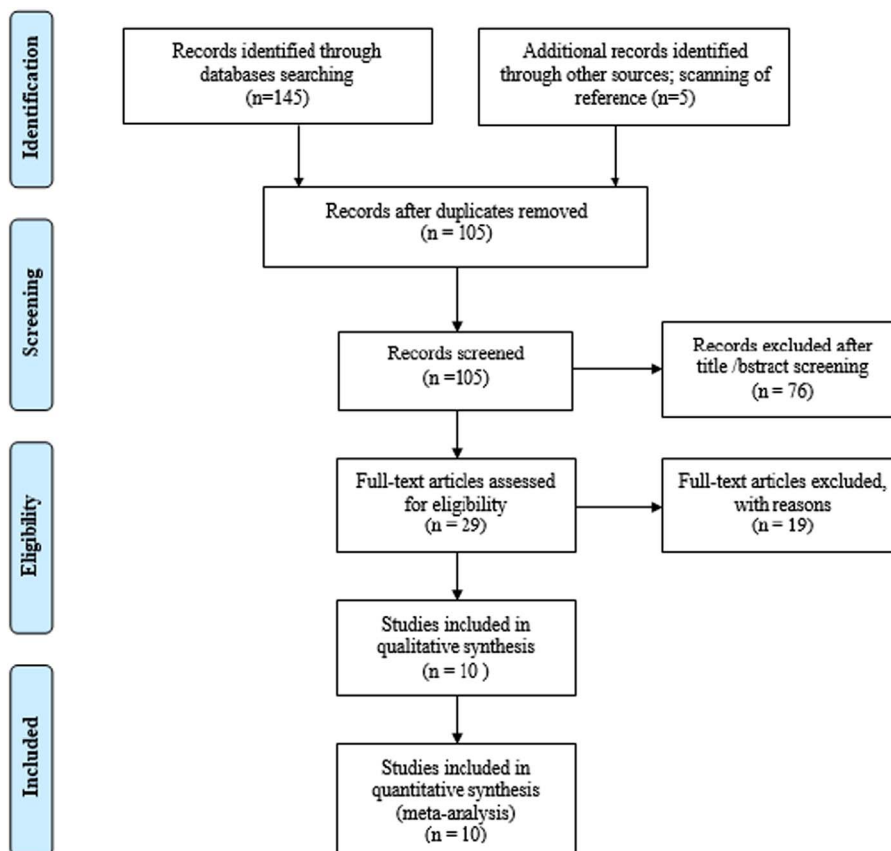 Identification
Records identified through
databases searching
(n=145)
Additional records identified
through other sources; scanning of
reference (n=5)
Records after duplicates removed
(n = 105)
Screening
Records screened
(n =105)
Records excluded after
title /bstract screening
(n = 76)
Eligibility
Full-text articles assessed
for eligibility
(n = 29)
Full-text articles excluded,
with reasons
(n = 19)
Studies included in
qualitative synthesis
(n = 10 )
Included
Studies included in
quantitative synthesis
(meta-analysis)
(n = 10)